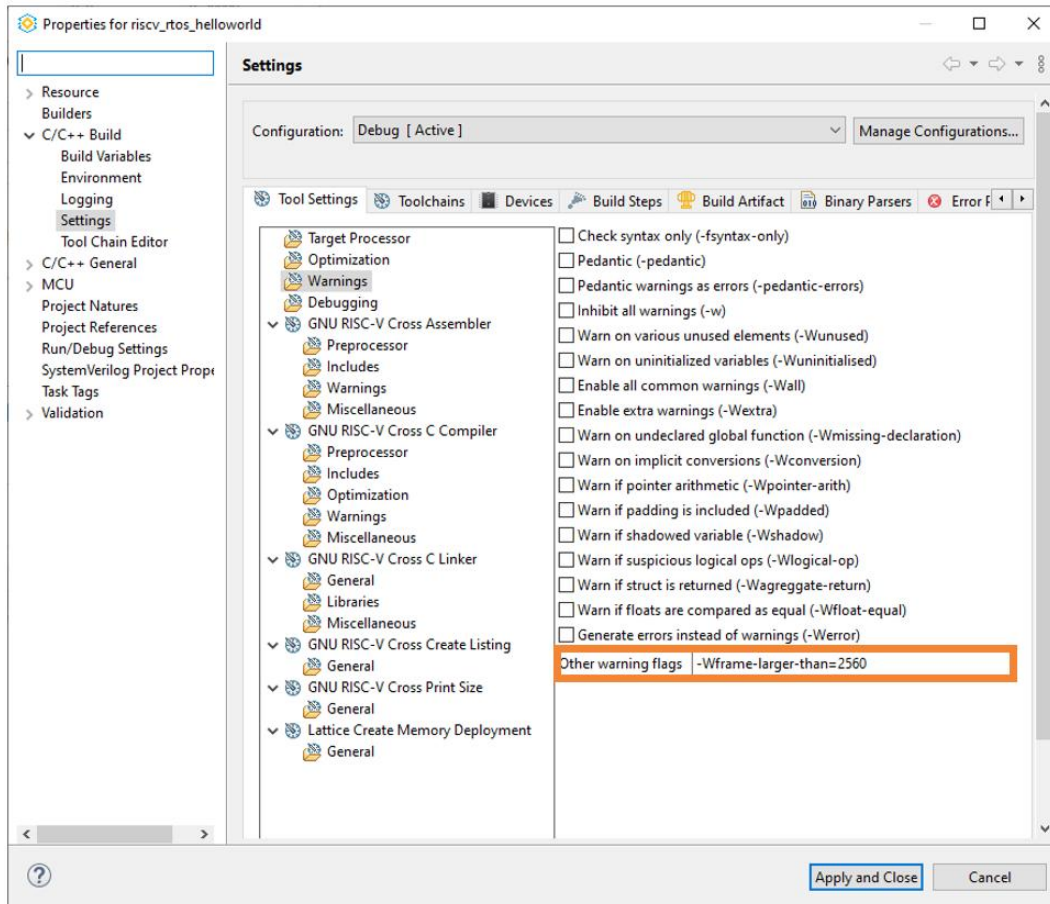 Properties for riscv_rtos_helloworld
Settings
Resource
Builders
C/C++ Build
Build Variables
Environment
Logging
Settings
Tool Chain Editor
C/C++ General
MCU
Project Natures
Project References
Run/Debug Settings
SystemVerilog Project Prope
Task Tags
Validation
Configuration: Debug [ Active ]
Manage Configurations...
Tool Settings Toolchains Devices Build Steps Build Artifact Binary Parsers Error P
Target Processor
Optimization
Warnings
Debugging
GNU RISC-V Cross Assembler
Preprocessor
Includes
Warnings
Miscellaneous
GNU RISC-V Cross C Compiler
Preprocessor
Includes
Optimization
Warnings
Miscellaneous
GNU RISC-V Cross C Linker
General
Libraries
Miscellaneous
GNU RISC-V Cross Create Listing
General
GNU RISC-V Cross Print Size
General
Lattice Create Memory Deployment
General
Check syntax only (-fsyntax-only)
Pedantic (-pedantic)
Pedantic warnings as errors (-pedantic-errors)
Inhibit all warnings (-w)
Warn on various unused elements (-Wunused)
Warn on uninitialized variables (-Wuninitialised)
Enable all common warnings (-Wall)
Enable extra warnings (-Wextra)
Warn on undeclared global function (-Wmissing-declaration)
Warn on implicit conversions (-Wconversion)
Warn if pointer arithmetic (-Wpointer-arith)
Warn if padding is included (-Wpadded)
Warn if shadowed variable (-Wshadow)
Warn if suspicious logical ops (-Wlogical-op)
Warn if struct is returned (-Wagreggate-return)
Warn if floats are compared as equal (-Wfloat-equal)
Generate errors instead of warnings (-Werror)
Other warning flags -Wframe-larger-than=2560
Apply and Close
Cancel